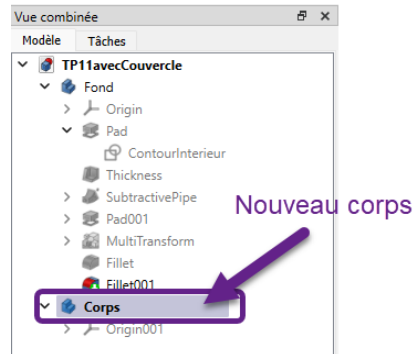 Vue combinée
Modèle Tâches
TP11avecCouvercle
Fond
Origin
Pad
ContourInterieur
Thickness
SubtractivePipe
Nouveau corps
Pad001
MultiTransform
Fillet
Fillet001
Corps
Origin001